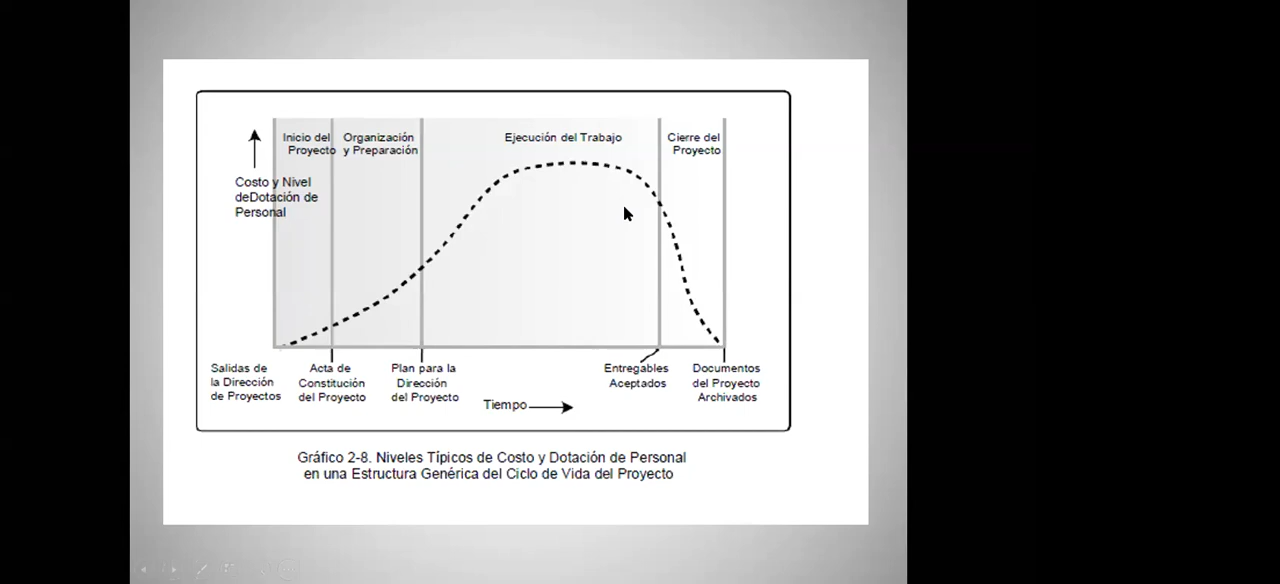 Inicio del
Proyecto
Organización
y Preparación
Ejecución del Trabajo
Cierre del
Proyecto
Costo y Nivel
deDotación de
Personal
Salidas de
la Dirección
de Proyectos
Acta de
Constitución
del Proyecto
Plan para la
Dirección
del Proyecto
Entregables
Aceptados
Documentos
del Proyecto
Archivados
Tiempo
Gráfico 2-8. Niveles Típicos de Costo y Dotación de Personal
en una Estructura Genérica del Ciclo de Vida del Proyecto